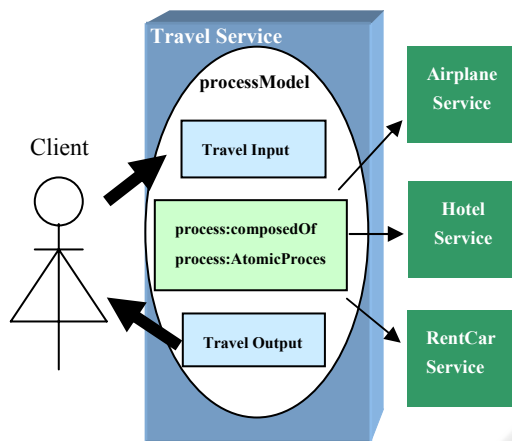 Travel Service
processModel
Client
Travel Input
process:composedOf
process:AtomicProces
Travel Output
Airplane
Service
Hotel
Service
RentCar
Service